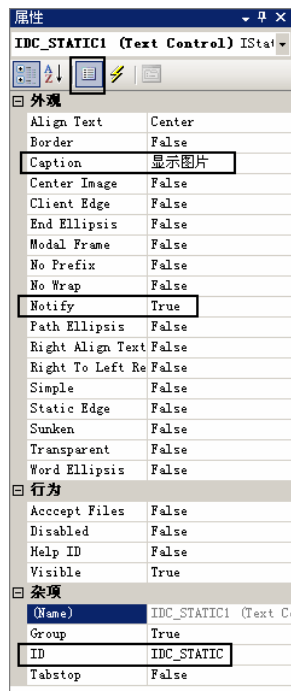 属性
IDC_STATIC1 (Text Control) IStat
外观
Align Text Center
Border False
Caption 显示图片
Center Image False
Client Edge False
End Ellipsis False
Modal Frame False
No Prefix False
No Wrap False
Notify True
Path Ellipsis False
Right Align Text False
Right To Left Re False
Simple False
Static Edge False
Sunken False
Transparent False
Word Ellipsis False
行为
Acccept Files False
Disabled False
Help ID False
Visible True
杂项
(Name) IDC_STATIC1 (Text C
Group True
ID IDC_STATIC
Tabstop False